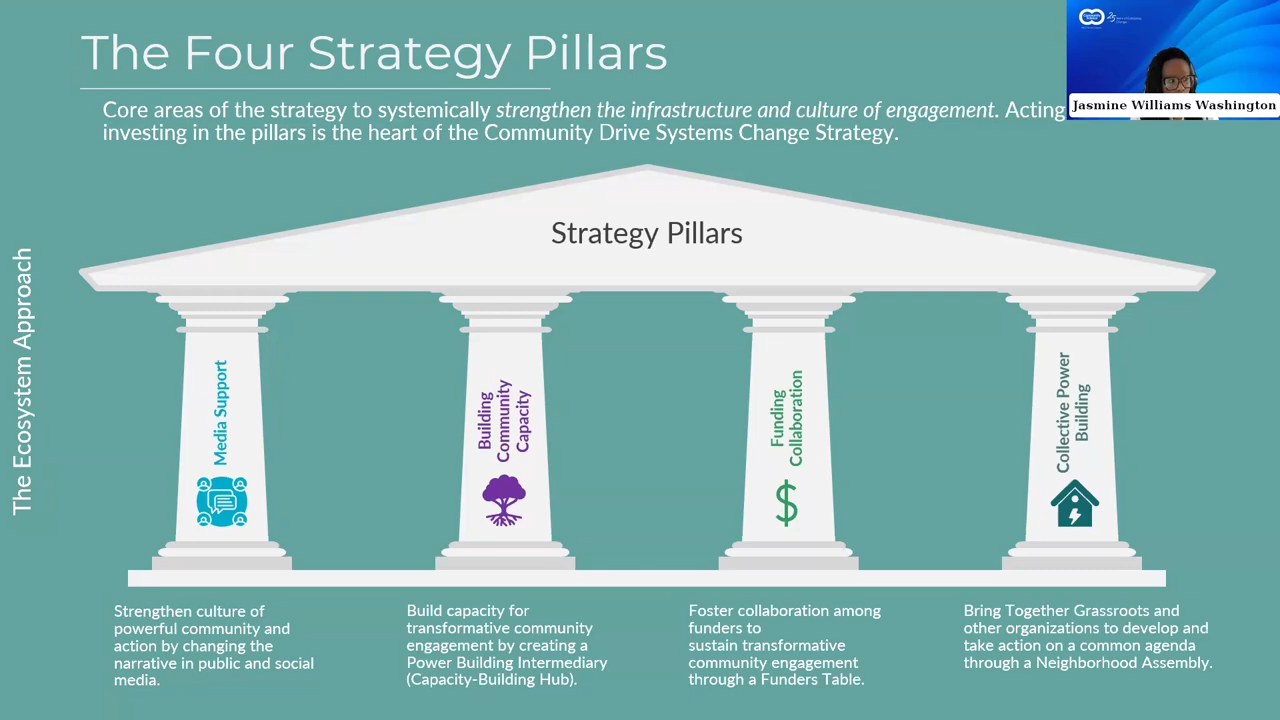 The Four Strategy Pillars
Core areas of the strategy to systemically strengthen the infrastructure and culture of engagement. Acting
investing in the pillars is the heart of the Community Drive Systems Change Strategy.
Jasmine Williams Washington
The Ecosystem Approach
Strategy Pillars
Media Support
Building
Community
Capacity
Funding
Collaboration
Collective Power
Building
Strengthen culture of
powerful community and
action by changing the
narrative in public and social
media.
Build capacity for
transformative community
engagement by creating a
Power Building Intermediary
(Capacity-Building Hub).
Foster collaboration among
funders to
sustain transformative
community engagement
through a Funders Table.
Bring Together Grassroots and
other organizations to develop and
take action on a common agenda
through a Neighborhood Assembly.